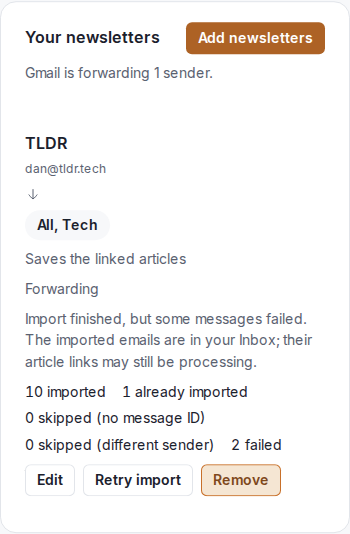 Your newsletters
Add newsletters
Gmail is forwarding 1 sender.
TLDR
dan@tldr.tech
↓
All, Tech
Saves the linked articles
Forwarding
Import finished, but some messages failed.
The imported emails are in your Inbox; their
article links may still be processing.
10 imported 1 already imported
0 skipped (no message ID)
0 skipped (different sender) 2 failed
Edit Retry import Remove